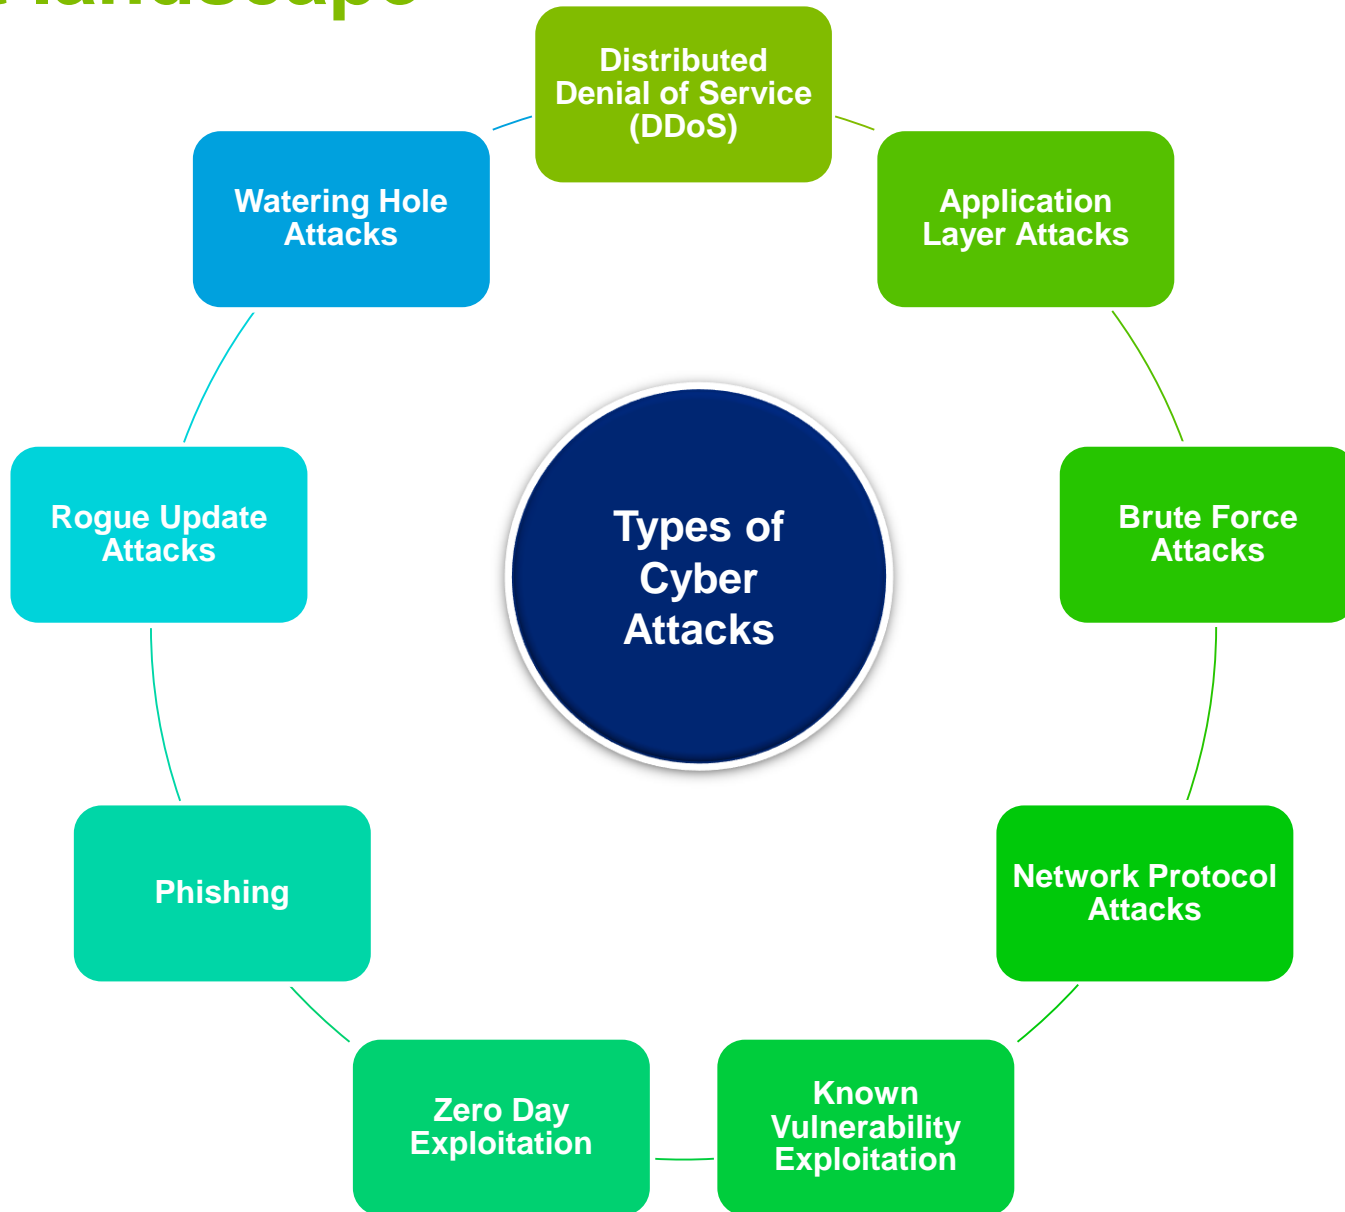 landscape
Distributed
Denial of Service
(DDoS)
Application
Layer Attacks
Brute Force
Attacks
Network Protocol
Attacks
Known
Vulnerability
Exploitation
Zero Day
Exploitation
Phishing
Rogue Update
Attacks
Watering Hole
Attacks
Types of
Cyber
Attacks